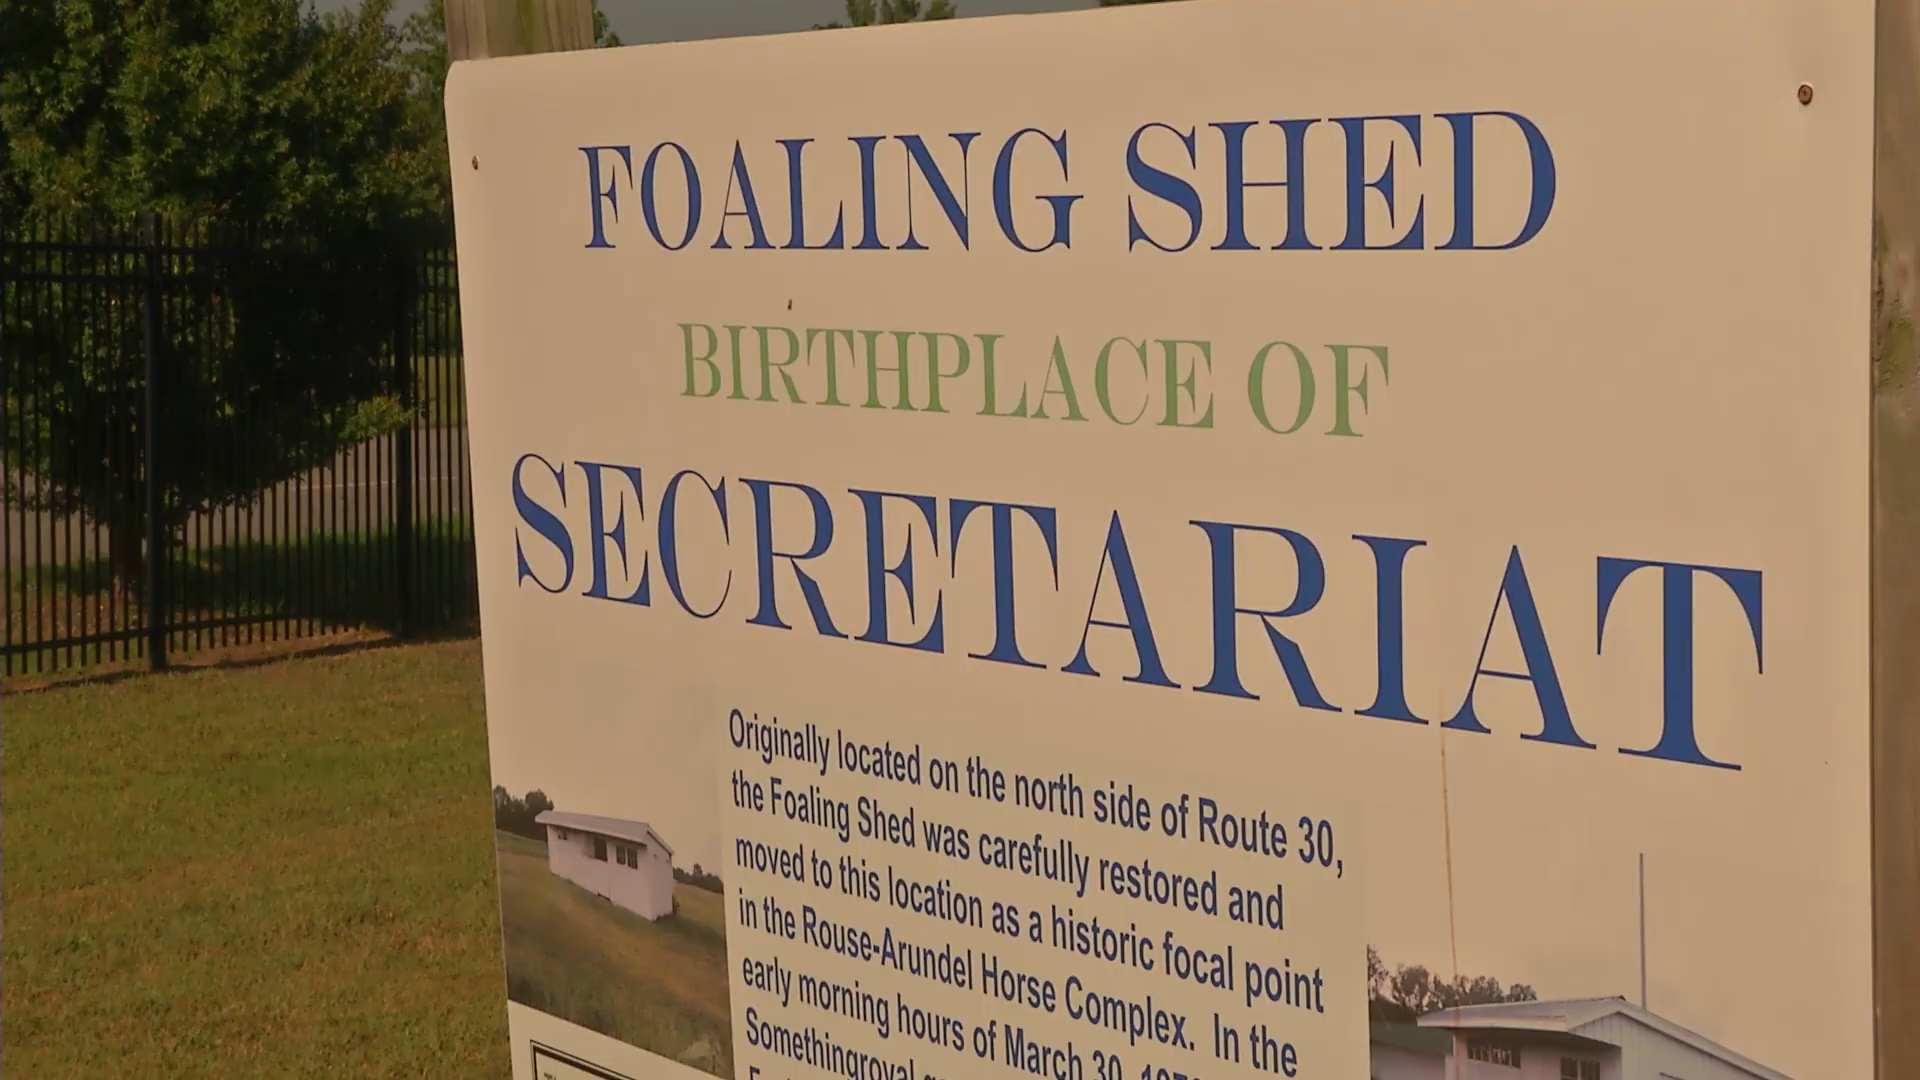 FOALING SHED
BIRTHPLACE OF
SECRETARIAT
Originally located on the north side of Route 30,
the Foaling Shed was carefully restored and
moved to this location as a historic focal point
in the Rouse-Arundel Horse Complex. In the
early morning hours of March 30,
Somethingroyal